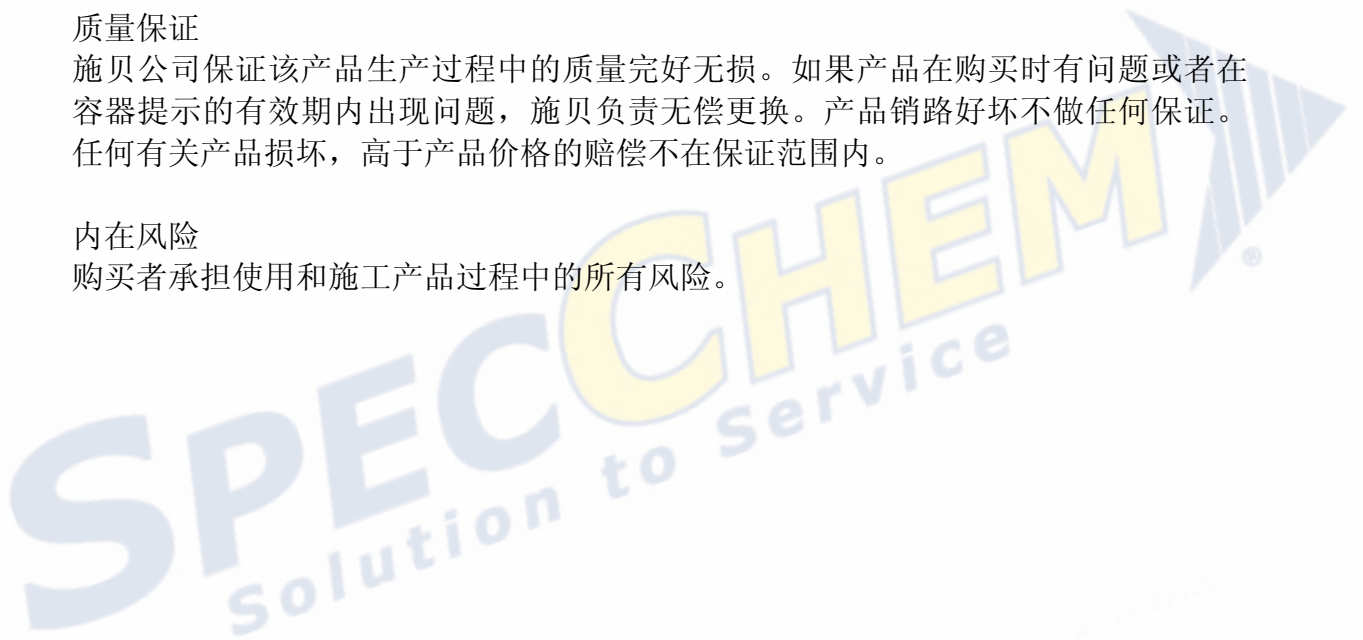 质量保证
施贝公司保证该产品生产过程中的质量完好无损。如果产品在购买时有问题或者在
容器提示的有效期内出现问题，施贝负责无偿更换。产品销路好坏不做任何保证。
任何有关产品损坏，高于产品价格的赔偿不在保证范围内。
内在风险
购买者承担使用和施工产品过程中的所有风险。
SPECCHEM®
Solution to Service